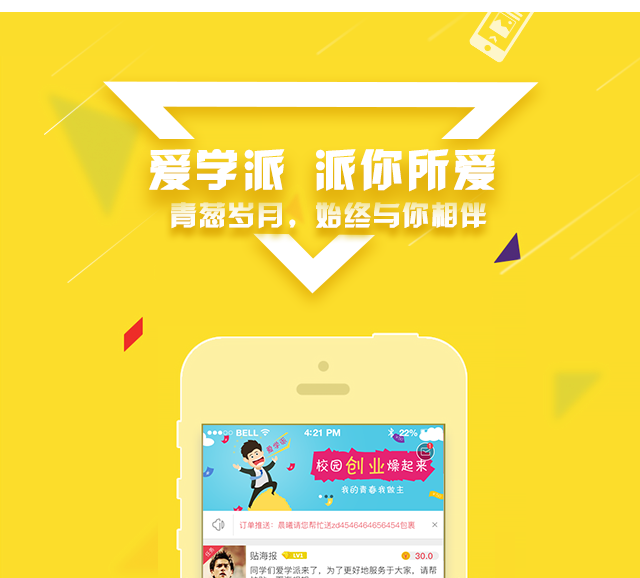 爱学派 派你所爱
青葱岁月，始终与你相伴
BELL 4:21 PM 22%
爱学派
校园创业燥起来
我的青春我做主
订单推送：晨曦请您帮忙送zd4546464656454包裹 ×
贴海报 LV1 30.0
同学们爱学派来了，为了更好地服务于大家，请帮